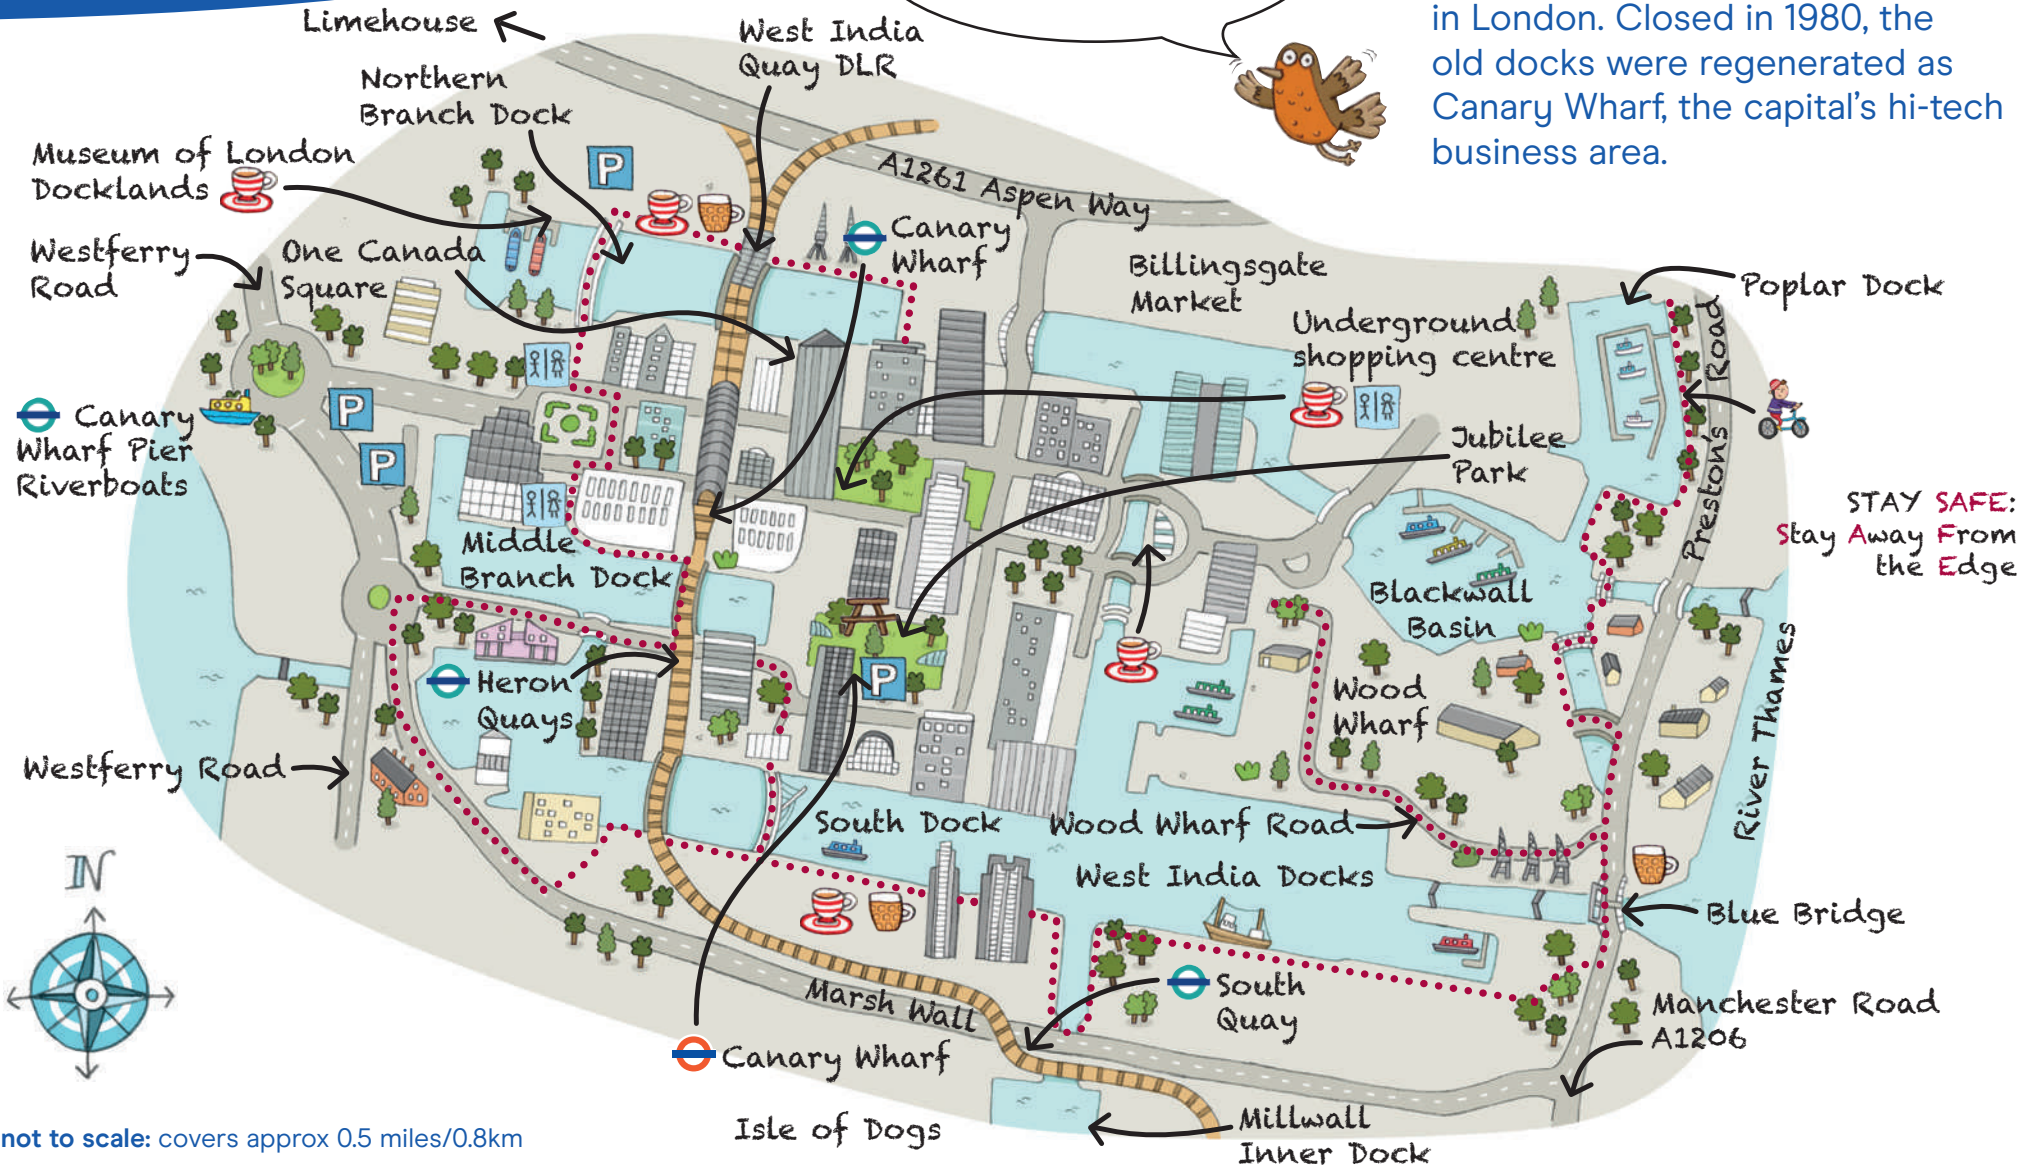 in London. Closed in 1980, the
old docks were regenerated as
Canary Wharf, the capital's hi-tech
business area.
Limehouse
West India
Quay DLR
Northern
Branch Dock
Museum of London
Docklands
P
A1261 Aspen Way
Westferry
Road
One Canada
Square
Canary
Wharf
Billingsgate
Market
Poplar Dock
Underground
shopping centre
Preston's Road
Canary
Wharf Pier
Riverboats
P
P
Jubilee
Park
STAY SAFE:
Stay Away From
the Edge
Middle
Branch Dock
Blackwall
Basin
Heron
Quays
P
Wood
Wharf
River Thames
Westferry Road
South Dock
Wood Wharf Road
West India Docks
N
Blue Bridge
Marsh Wall
South
Quay
Manchester Road
A1206
Canary Wharf
Isle of Dogs
Millwall
Inner Dock
not to scale: covers approx 0.5 miles/0.8km